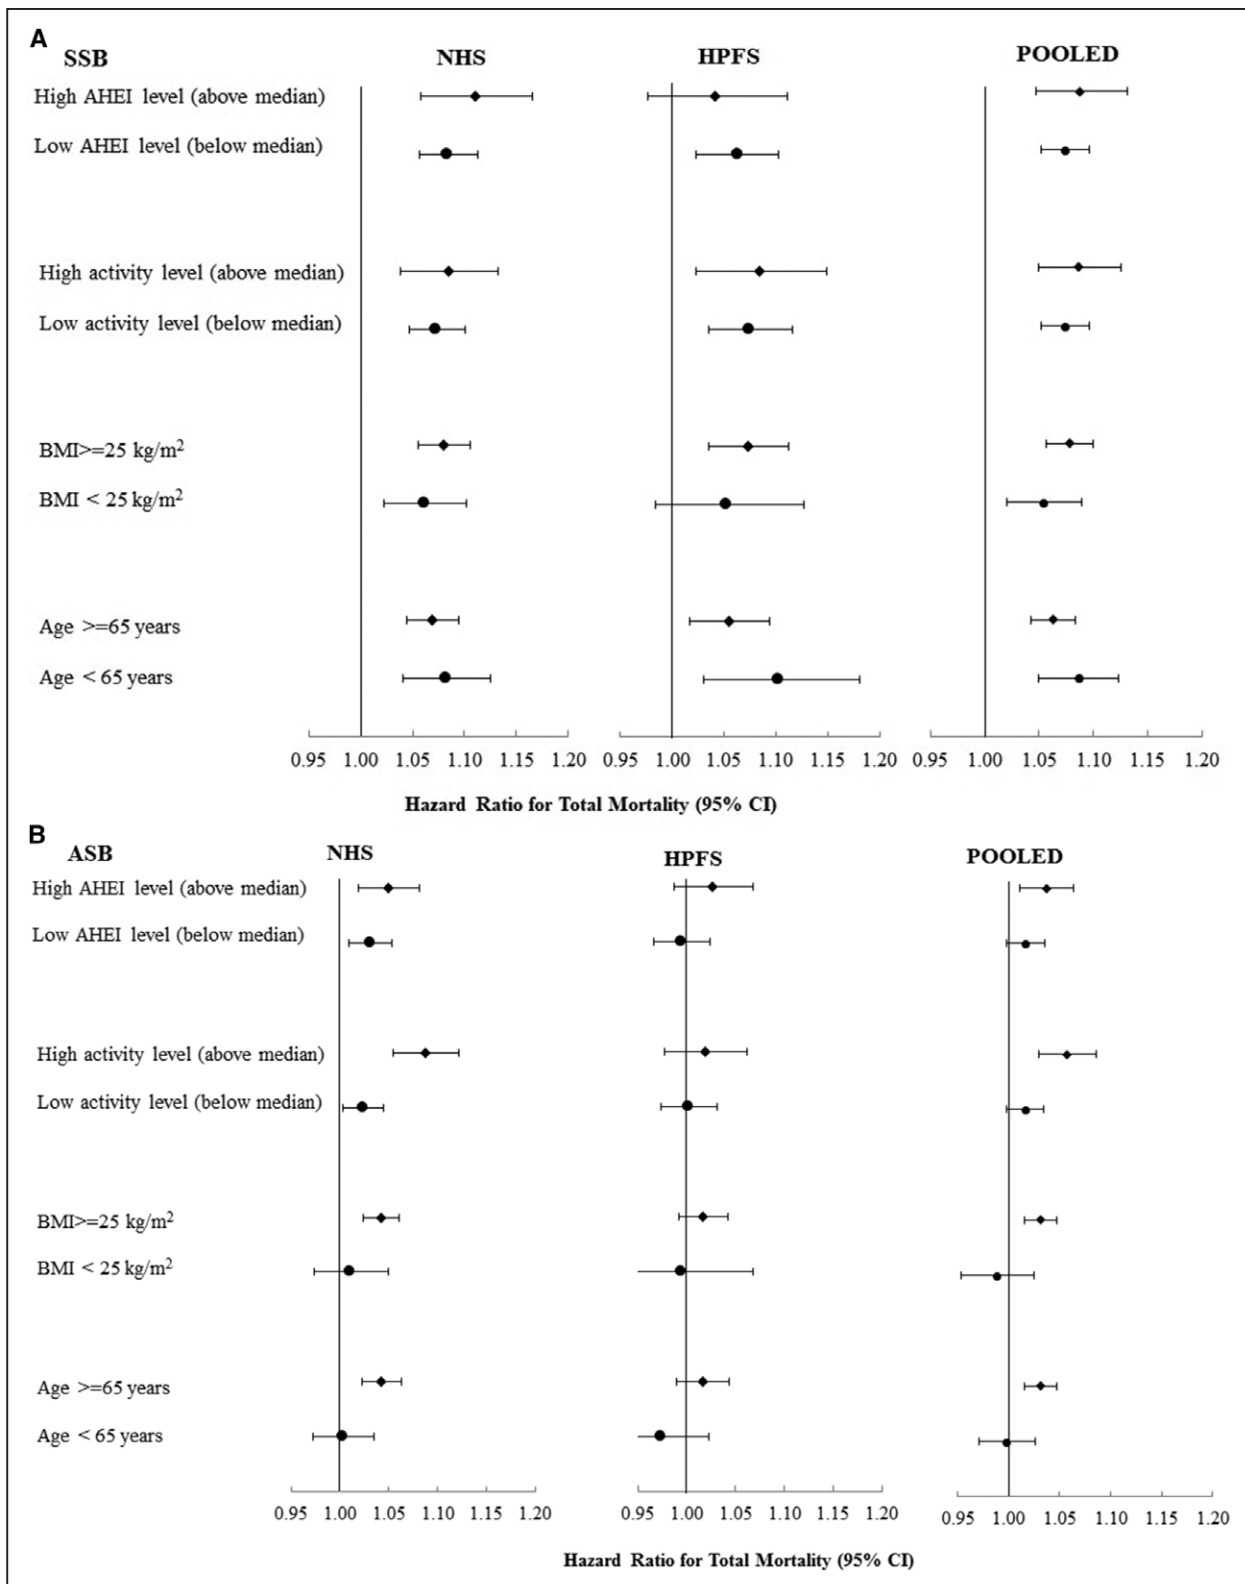 A
SSB NHS HPFS POOLED
High AHEI level (above median)
Low AHEI level (below median)
High activity level (above median)
Low activity level (below median)
BMI>=25 kg/m²
BMI < 25 kg/m²
Age >=65 years
Age < 65 years
0.95 1.00 1.05 1.10 1.15 1.20 0.95 1.00 1.05 1.10 1.15 1.20 0.95 1.00 1.05 1.10 1.15 1.20
Hazard Ratio for Total Mortality (95% CI)
B
ASB NHS HPFS POOLED
High AHEI level (above median)
Low AHEI level (below median)
High activity level (above median)
Low activity level (below median)
BMI>=25 kg/m²
BMI < 25 kg/m²
Age >=65 years
Age < 65 years
0.95 1.00 1.05 1.10 1.15 1.20 0.95 1.00 1.05 1.10 1.15 1.20 0.95 1.00 1.05 1.10 1.15 1.20
Hazard Ratio for Total Mortality (95% CI)